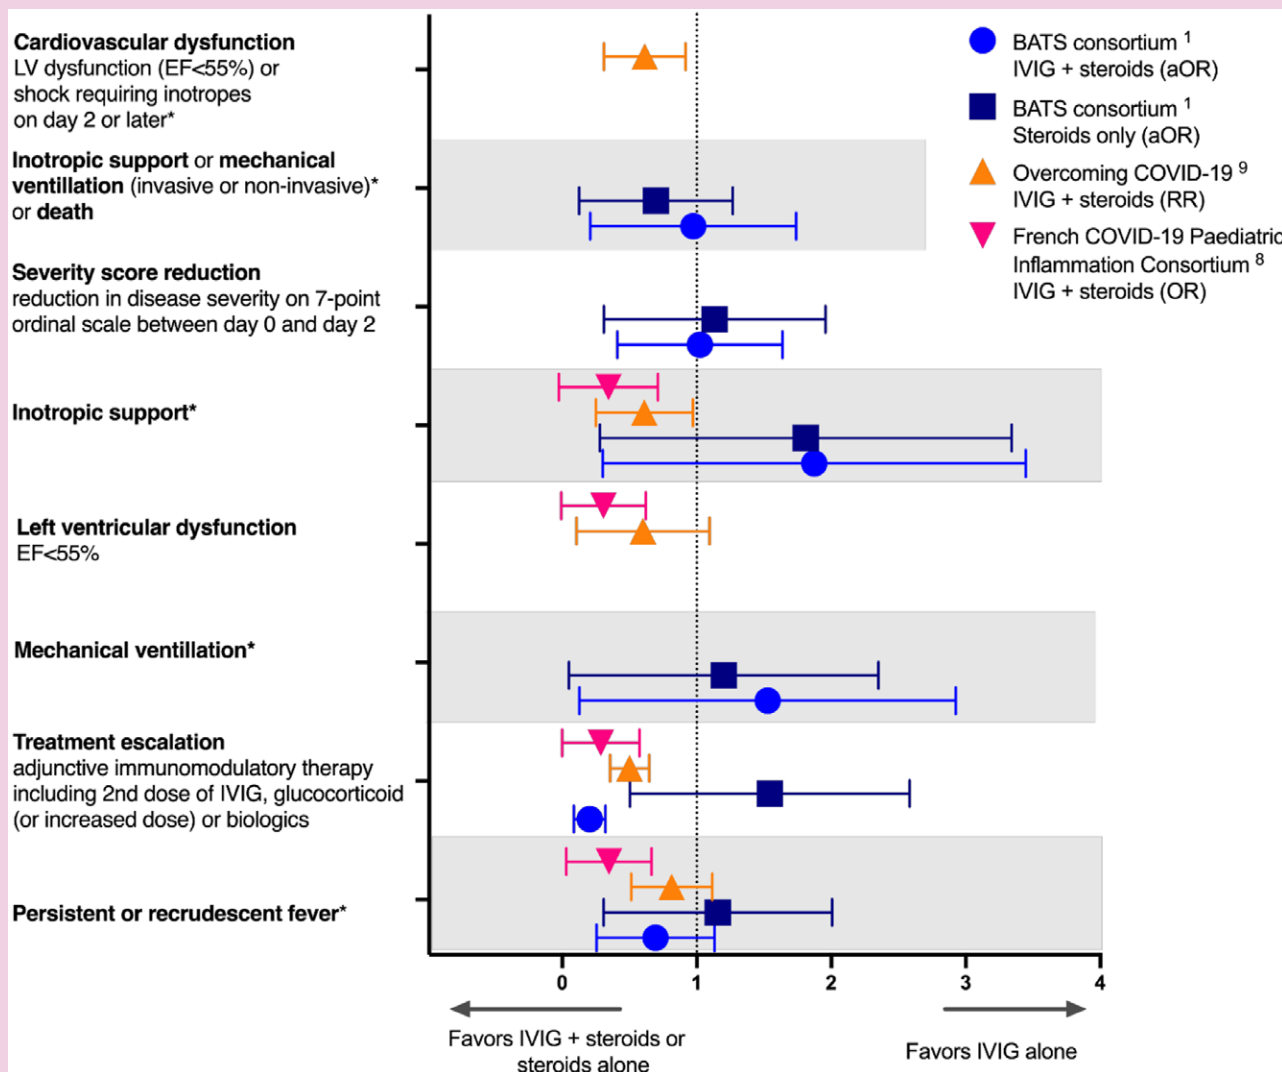 Cardiovascular dysfunction
LV dysfunction (EF<55%) or
shock requiring inotropes
on day 2 or later*
Inotropic support or mechanical
ventillation (invasive or non-invasive)*
or death
Severity score reduction
reduction in disease severity on 7-point
ordinal scale between day 0 and day 2
Inotropic support*
Left ventricular dysfunction
EF<55%
Mechanical ventillation*
Treatment escalation
adjunctive immunomodulatory therapy
including 2nd dose of IVIG, glucocorticoid
(or increased dose) or biologics
Persistent or recrudescent fever*
BATS consortium 1
IVIG + steroids (aOR)
BATS consortium 1
Steroids only (aOR)
Overcoming COVID-19 9
IVIG + steroids (RR)
French COVID-19 Paediatric
Inflammation Consortium 8
IVIG + steroids (OR)
0 1 2 3 4
Favors IVIG + steroids or
steroids alone
Favors IVIG alone